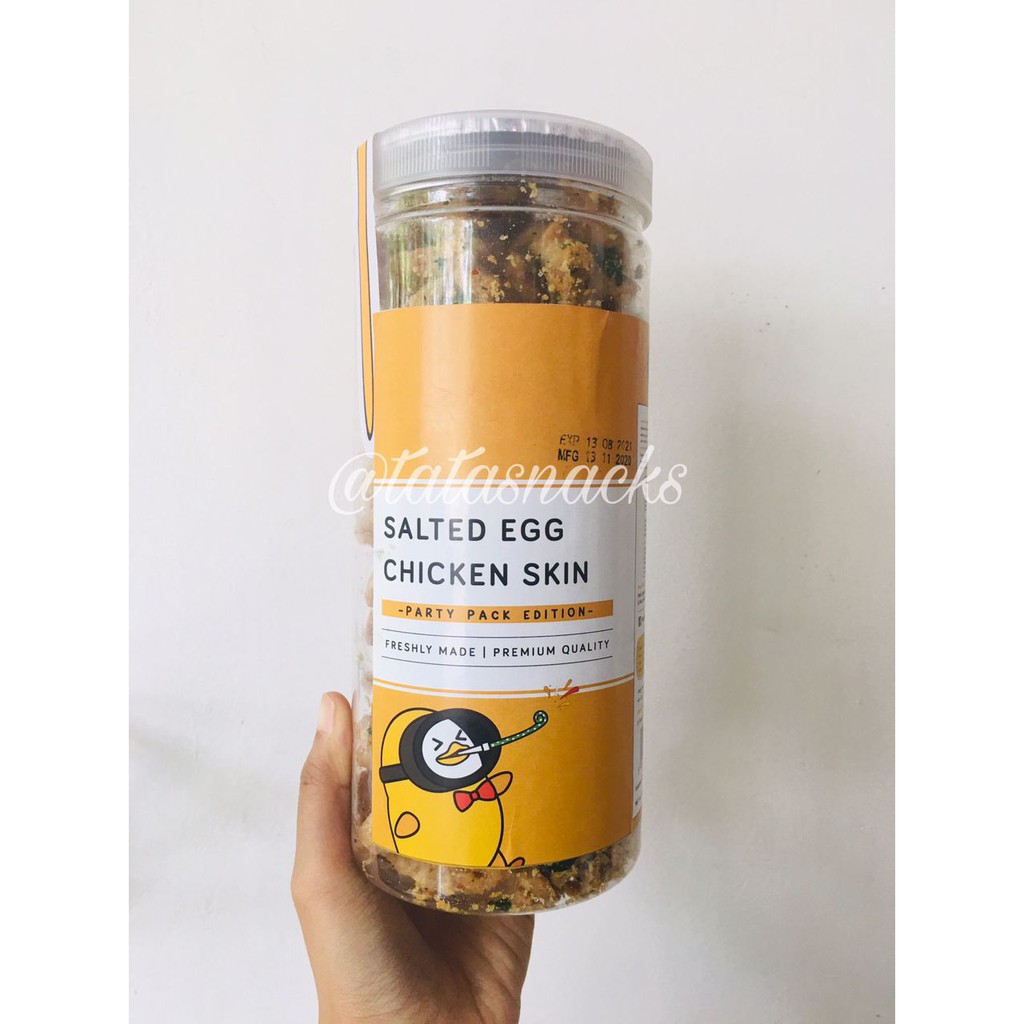 EXP 13 08 2021
MFG 13 11 2020
@tatasnacks
SALTED EGG
CHICKEN SKIN
-PARTY PACK EDITION-
FRESHLY MADE | PREMIUM QUALITY